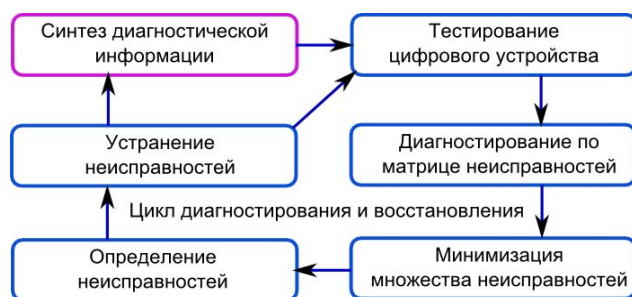 Синтез диагностической
информации
Тестирование
цифрового устройства
Устранение
неисправностей
Диагностирование по
матрице неисправностей
Цикл диагностирования и восстановления
Определение
неисправностей
Минимизация
множества неисправностей